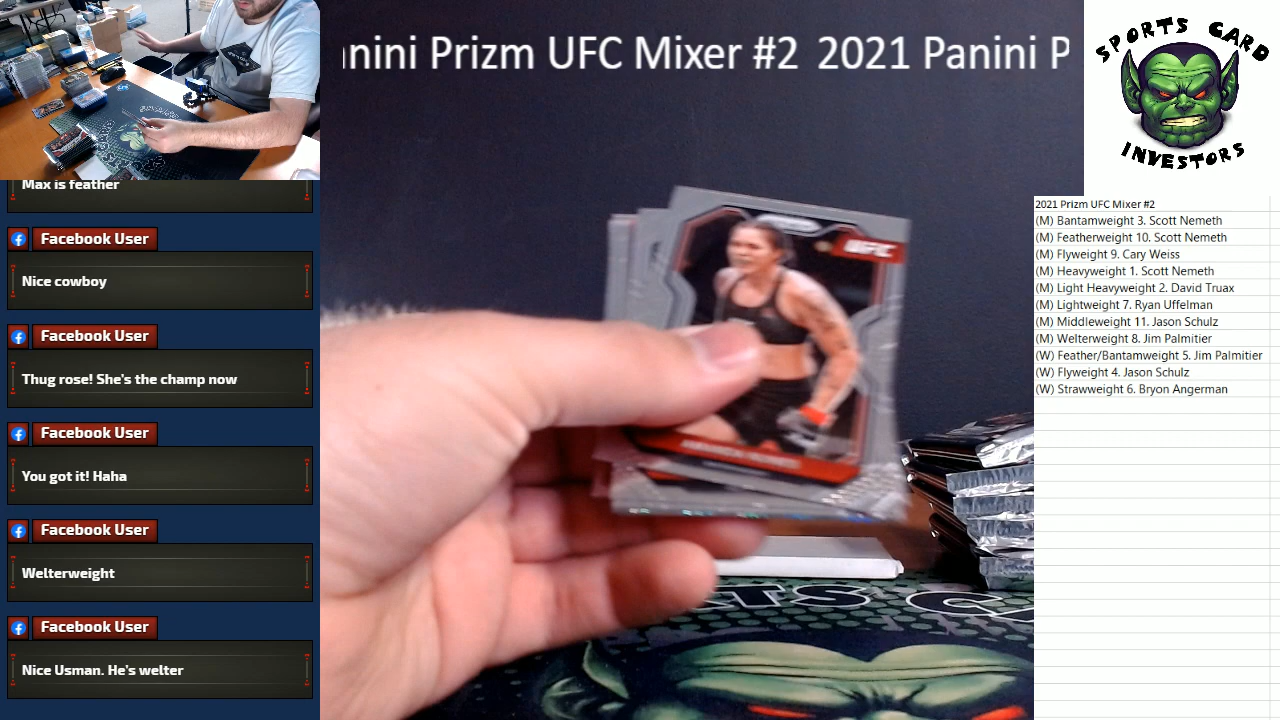 anini Prizm UFC Mixer #2 2021 Panini P
SPORTS CARD
INVESTORS
Max is feather
Facebook User
Nice cowboy
Facebook User
Thug rose! She's the champ now
Facebook User
You got it! Haha
Facebook User
Welterweight
Facebook User
Nice Usman. He's welter
UFC
2021 Prizm UFC Mixer #2
(M) Bantamweight 3. Scott Nemeth
(M) Featherweight 10. Scott Nemeth
(M) Flyweight 9. Cary Weiss
(M) Heavyweight 1. Scott Nemeth
(M) Light Heavyweight 2. David Truax
(M) Lightweight 7. Ryan Uffelman
(M) Middleweight 11. Jason Schulz
(M) Welterweight 8. Jim Palmitier
(W) Feather/Bantamweight 5. Jim Palmitier
(W) Flyweight 4. Jason Schulz
(W) Strawweight 6. Bryon Angerman